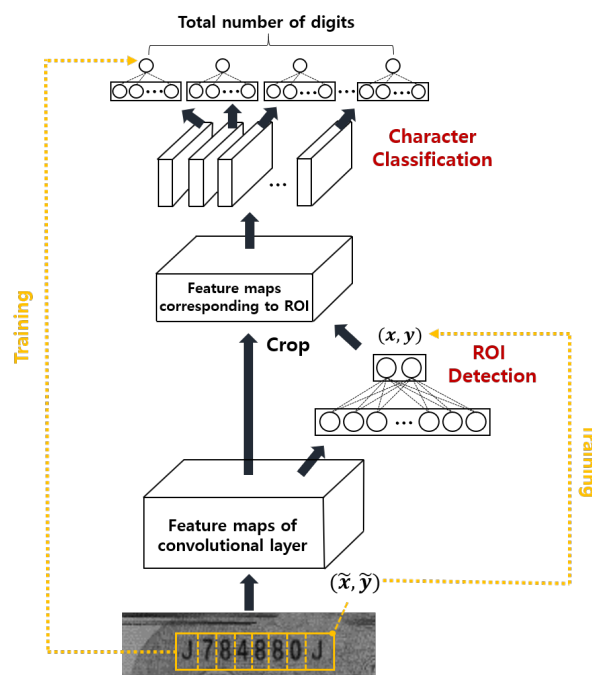 Total number of digits
...
...
...
...
...
Character
Classification
...
Feature maps
corresponding to ROI
Training
(x, y)
Crop
ROI
Detection
...
Training
Feature maps of
convolutional layer
(x̃, ỹ)
J784880J